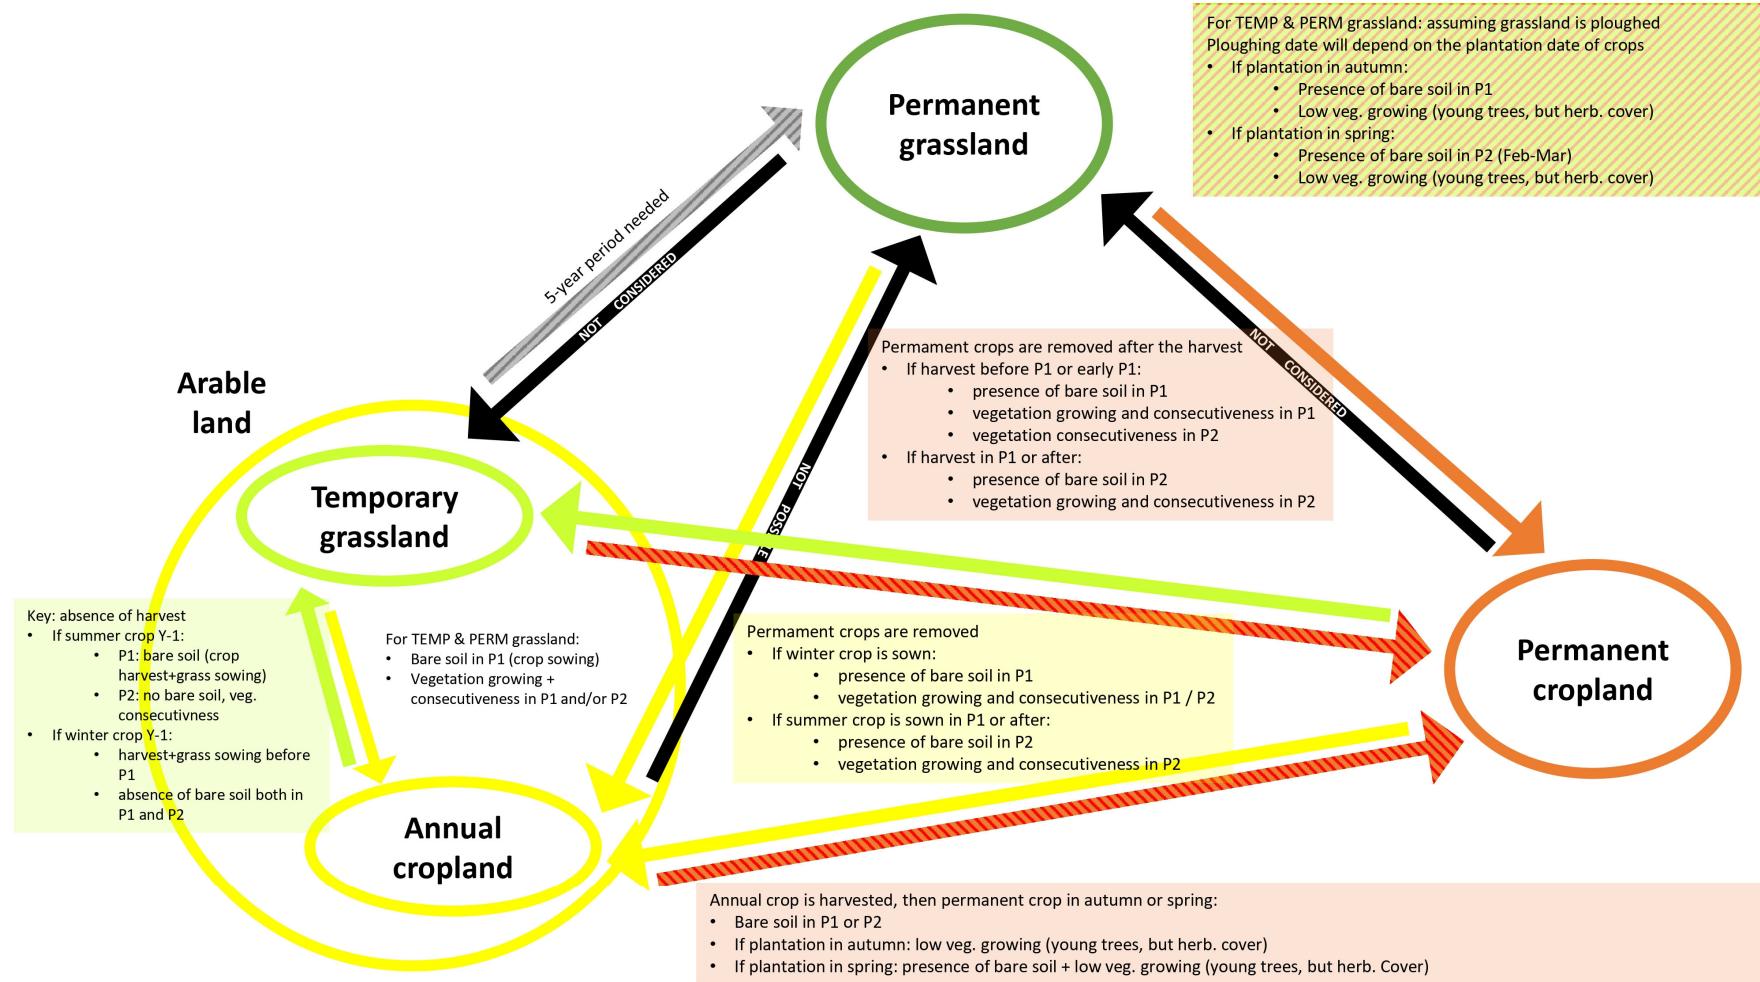 For TEMP & PERM grassland: assuming grassland is ploughed
Ploughing date will depend on the plantation date of crops
• If plantation in autumn:
• Presence of bare soil in P1
• Low veg. growing (young trees, but herb. cover)
• If plantation in spring:
• Presence of bare soil in P2 (Feb-Mar)
• Low veg. growing (young trees, but herb. cover)
Permanent
grassland
5-year period needed
NOT CONSIDERED
NOT CONSIDERED
Permament crops are removed after the harvest
• If harvest before P1 or early P1:
• presence of bare soil in P1
• vegetation growing and consecutiveness in P1
• vegetation consecutiveness in P2
• If harvest in P1 or after:
• presence of bare soil in P2
• vegetation growing and consecutiveness in P2
Arable
land
Temporary
grassland
NOT
Key: absence of harvest
• If summer crop Y-1:
• P1: bare soil (crop
harvest+grass sowing)
• P2: no bare soil, veg.
consecutivness
• If winter crop Y-1:
• harvest+grass sowing before
P1
• absence of bare soil both in
P1 and P2
For TEMP & PERM grassland:
• Bare soil in P1 (crop sowing)
• Vegetation growing +
consecutiveness in P1 and/or P2
Permament crops are removed
• If winter crop is sown:
• presence of bare soil in P1
• vegetation growing and consecutiveness in P1 / P2
• If summer crop is sown in P1 or after:
• presence of bare soil in P2
• vegetation growing and consecutiveness in P2
Permanent
cropland
Annual
cropland
Annual crop is harvested, then permanent crop in autumn or spring:
• Bare soil in P1 or P2
• If plantation in autumn: low veg. growing (young trees, but herb. cover)
• If plantation in spring: presence of bare soil + low veg. growing (young trees, but herb. Cover)